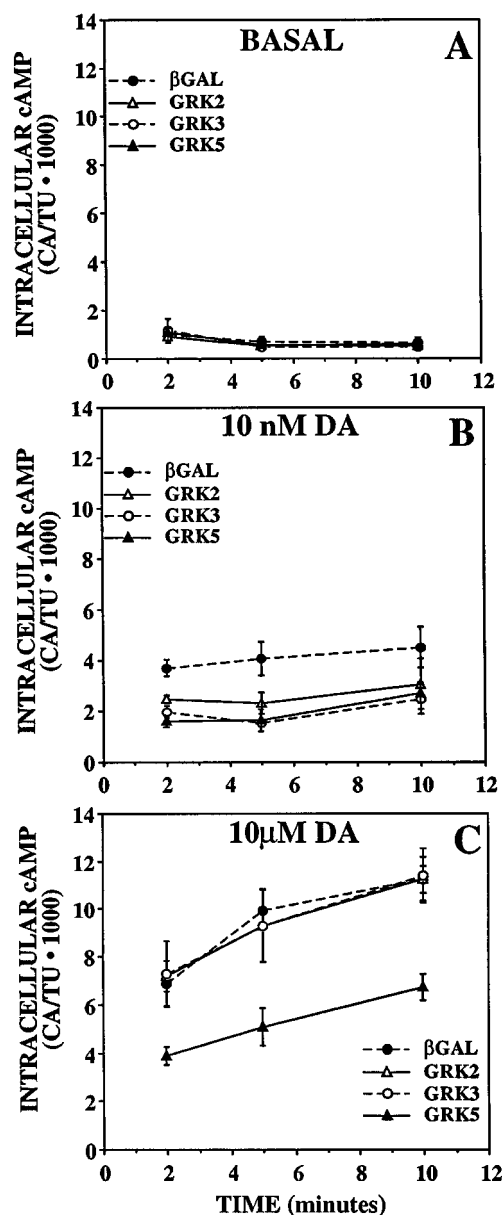 BASAL
A
INTRACELLULAR cAMP
(CA/TU • 1000)
14
12
10
8
6
4
2
0
βGAL
GRK2
GRK3
GRK5
0 2 4 6 8 10 12
10 nM DA
B
INTRACELLULAR cAMP
(CA/TU • 1000)
14
12
10
8
6
4
2
0
βGAL
GRK2
GRK3
GRK5
0 2 4 6 8 10 12
10μM DA
C
INTRACELLULAR cAMP
(CA/TU • 1000)
14
12
10
8
6
4
2
0
βGAL
GRK2
GRK3
GRK5
0 2 4 6 8 10 12
TIME (minutes)